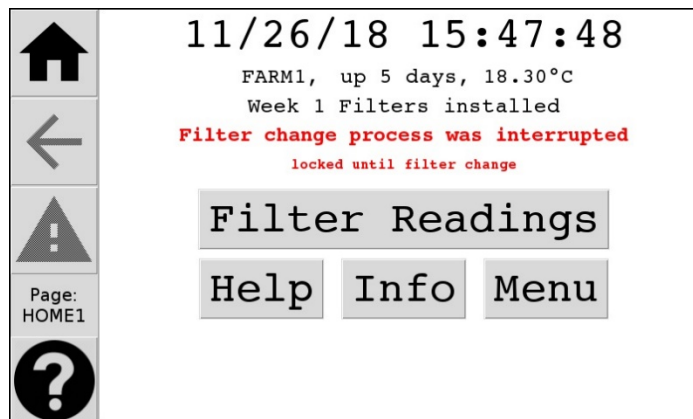 11/26/18 15:47:48
FARM1, up 5 days, 18.30°C
Week 1 Filters installed
Filter change process was interrupted
locked until filter change
Filter Readings
Help Info Menu
Page:
HOME1